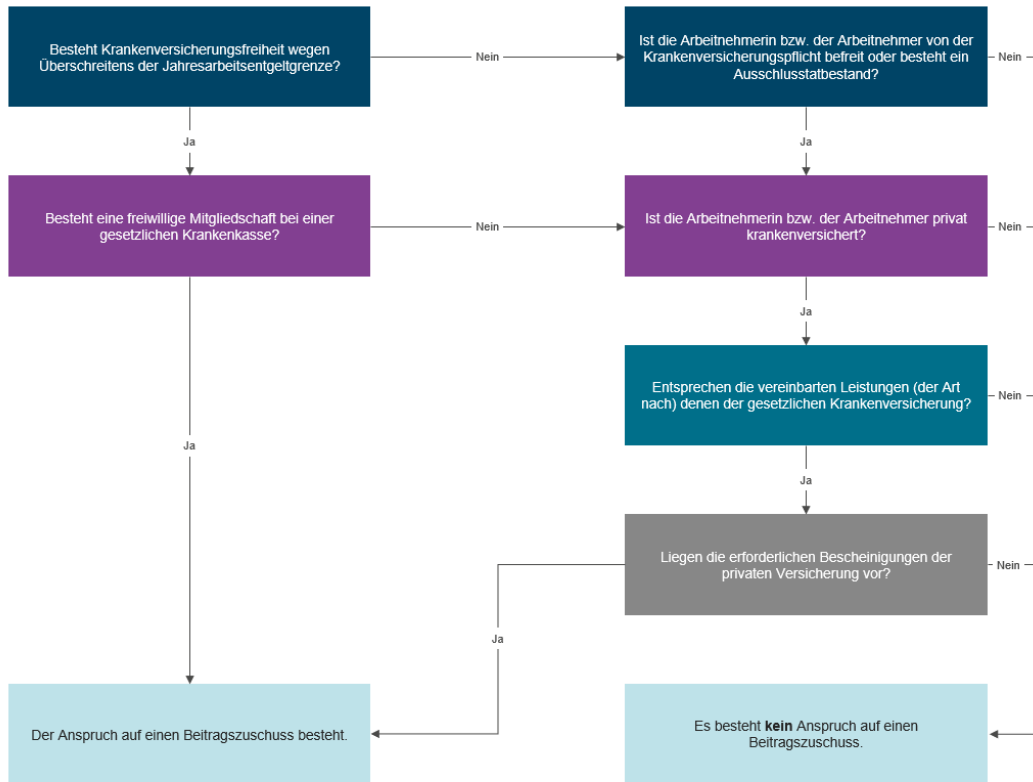 Besteht Krankenversicherungsfreiheit wegen
Überschreitens der Jahresarbeitsentgeltgrenze?
Nein
Ist die Arbeitnehmerin bzw. der Arbeitnehmer von der
Krankenversicherungspflicht befreit oder besteht ein
Ausschlusstatbestand?
Nein
Ja
Ja
Besteht eine freiwillige Mitgliedschaft bei einer
gesetzlichen Krankenkasse?
Nein
Ist die Arbeitnehmerin bzw. der Arbeitnehmer privat
krankenversichert?
Nein
Ja
Entsprechen die vereinbarten Leistungen (der Art
nach) denen der gesetzlichen Krankenversicherung?
Nein
Ja
Ja
Liegen die erforderlichen Bescheinigungen der
privaten Versicherung vor?
Nein
Ja
Der Anspruch auf einen Beitragszuschuss besteht.
Es besteht kein Anspruch auf einen
Beitragszuschuss.